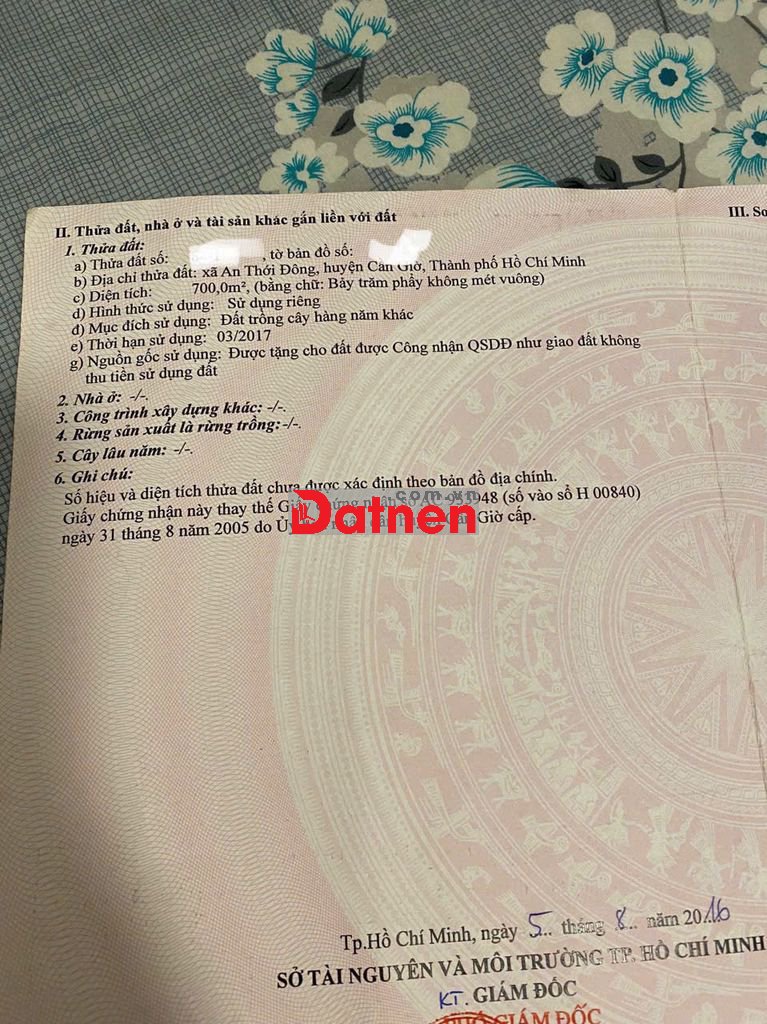 II. Thửa đất, nhà ở và tài sản khác gắn liền với đất
III. Sơ
1. Thửa đất:
a) Thửa đất số: , tờ bản đồ số:
b) Địa chỉ thửa đất: xã An Thới Đông, huyện Cần Giờ, Thành phố Hồ Chí Minh
c) Diện tích: 700,0m², (bằng chữ: Bảy trăm phẩy không mét vuông)
d) Hình thức sử dụng: Sử dụng riêng
đ) Mục đích sử dụng: Đất trồng cây hàng năm khác
e) Thời hạn sử dụng: 03/2017
g) Nguồn gốc sử dụng: Được tặng cho đất được Công nhận QSDĐ như giao đất không
thu tiền sử dụng đất
2. Nhà ở: -/-.
3. Công trình xây dựng khác: -/-.
4. Rừng sản xuất là rừng trồng: -/-.
5. Cây lâu năm: -/-.
6. Ghi chú:
Số hiệu và diện tích thửa đất chưa được xác định theo bản đồ địa chính.
Giấy chứng nhận này thay thế 948 (số vào sổ H 00840)
ngày 31 tháng 8 năm 2005 do Giờ cấp.
.com.vn
Datnen
Tp.Hồ Chí Minh, ngày 5.. tháng 8.. năm 2016
SỞ TÀI NGUYÊN VÀ MÔI TRƯỜNG TP. HỒ CHÍ MINH
KT. GIÁM ĐỐC
PHÓ GIÁM ĐỐC